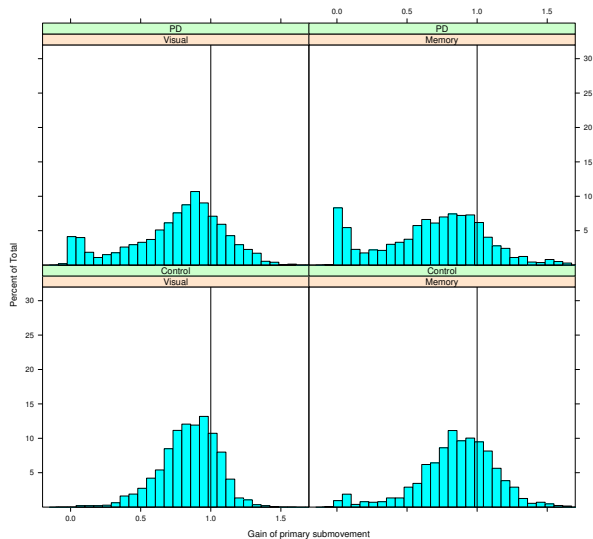 0.0 0.5 1.0 1.5
PD PD
Visual Memory
30
25
20
15
10
5
Percent of Total
Control Control
Visual Memory
30
25
20
15
10
5
0.0 0.5 1.0 1.5
Gain of primary submovement